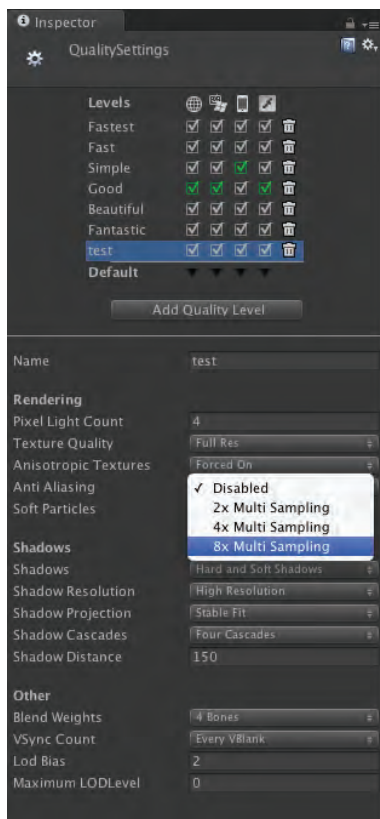 Inspector
QualitySettings
Levels
Fastest
Fast
Simple
Good
Beautiful
Fantastic
test
Default
Add Quality Level
Name test
Rendering
Pixel Light Count 4
Texture Quality Full Res
Anisotropic Textures Forced On
Anti Aliasing ✓ Disabled
2x Multi Sampling
Soft Particles
4x Multi Sampling
8x Multi Sampling
Shadows
Shadows Hard and Soft Shadows
Shadow Resolution High Resolution
Shadow Projection Stable Fit
Shadow Cascades Four Cascades
Shadow Distance 150
Other
Blend Weights 4 Bones
VSync Count Every VBlank
Lod Bias 2
Maximum LODLevel 0